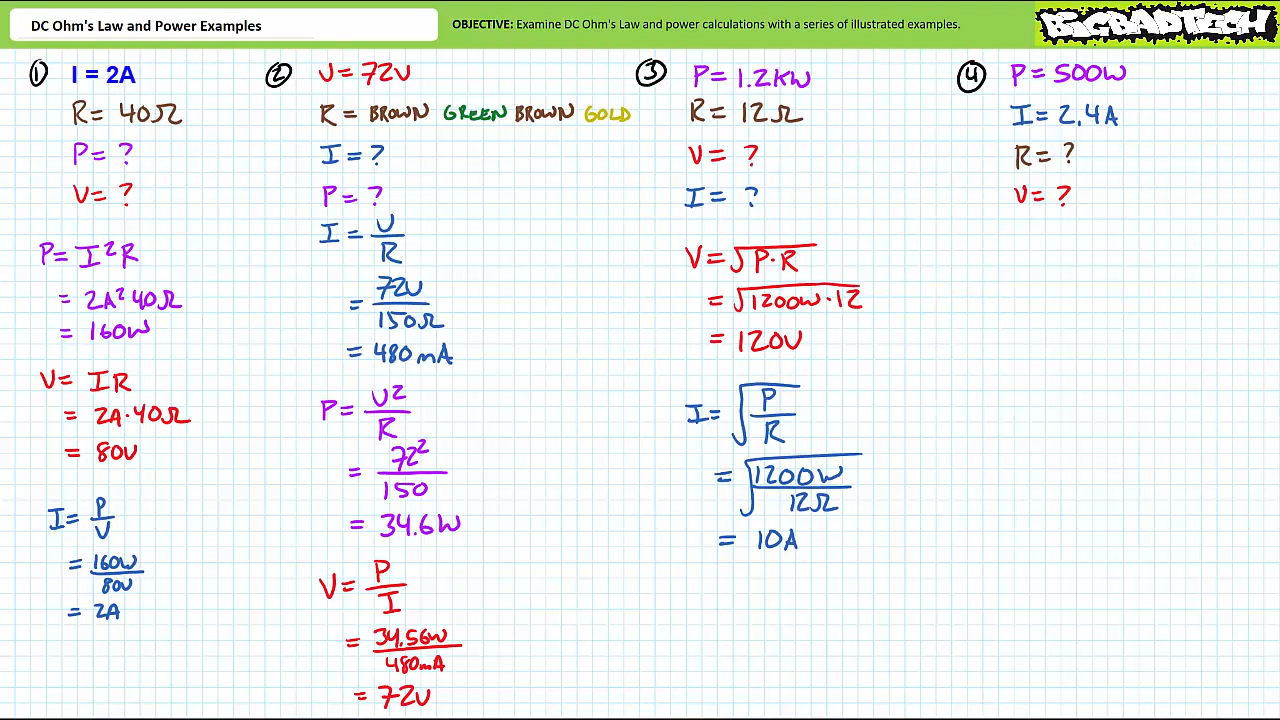 DC Ohm's Law and Power Examples
OBJECTIVE: Examine DC Ohm's Law and power calculations with a series of illustrated examples.
BIGBADTECH
① I = 2A
R = 40Ω
P = ?
V = ?
P = I²R
= 2A² 40Ω
= 160W
V = IR
= 2A·40Ω
= 80V
I = P/V
= 160W/80V
= 2A
② V = 72V
R = BROWN GREEN BROWN GOLD
I = ?
P = ?
I = V/R
= 72V/150Ω
= 480mA
P = V²/R
= 72²/150
= 34.6W
V = P/I
= 34.56W/480mA
= 72V
③ P = 1.2KW
R = 12Ω
V = ?
I = ?
V = √P·R
= √1200W·12
= 120V
I = √P/R
= √1200W/12Ω
= 10A
④ P = 500W
I = 2.4A
R = ?
V = ?